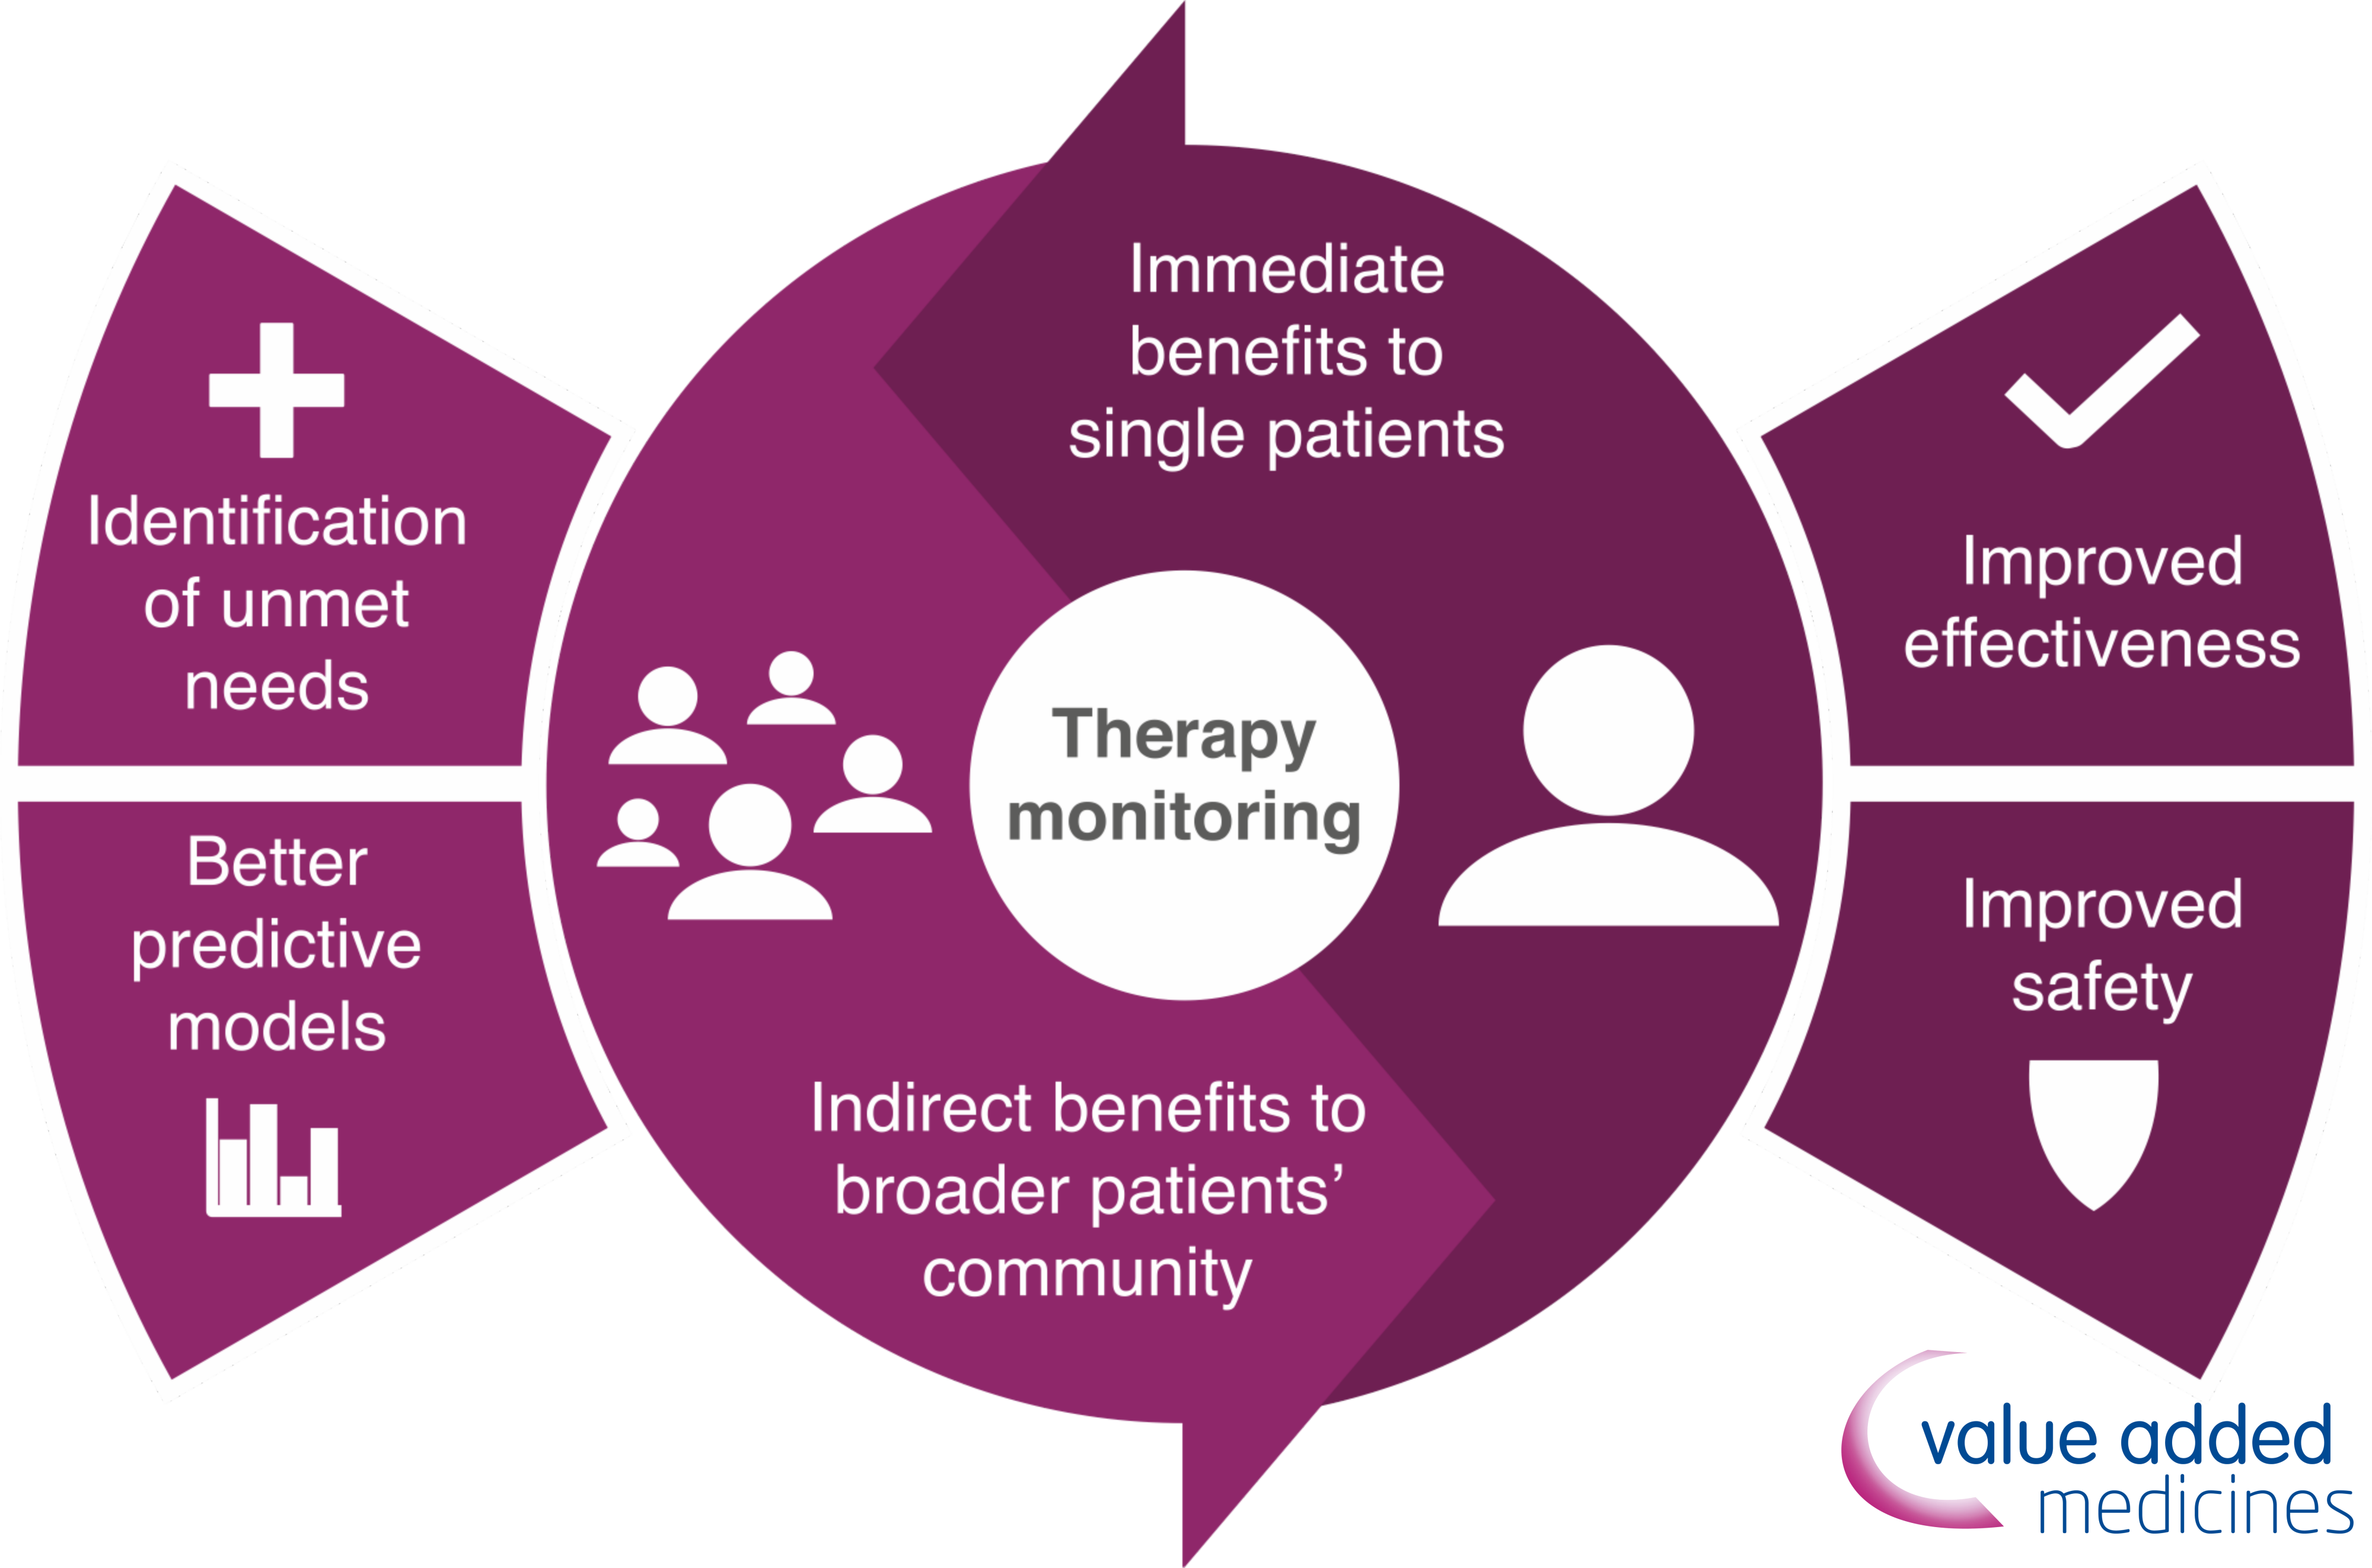 Immediate
benefits to
single patients
Identification
of unmet
needs
Better
predictive
models
Therapy
monitoring
Improved
effectiveness
Improved
safety
Indirect benefits to
broader patients’
community
value added
medicines